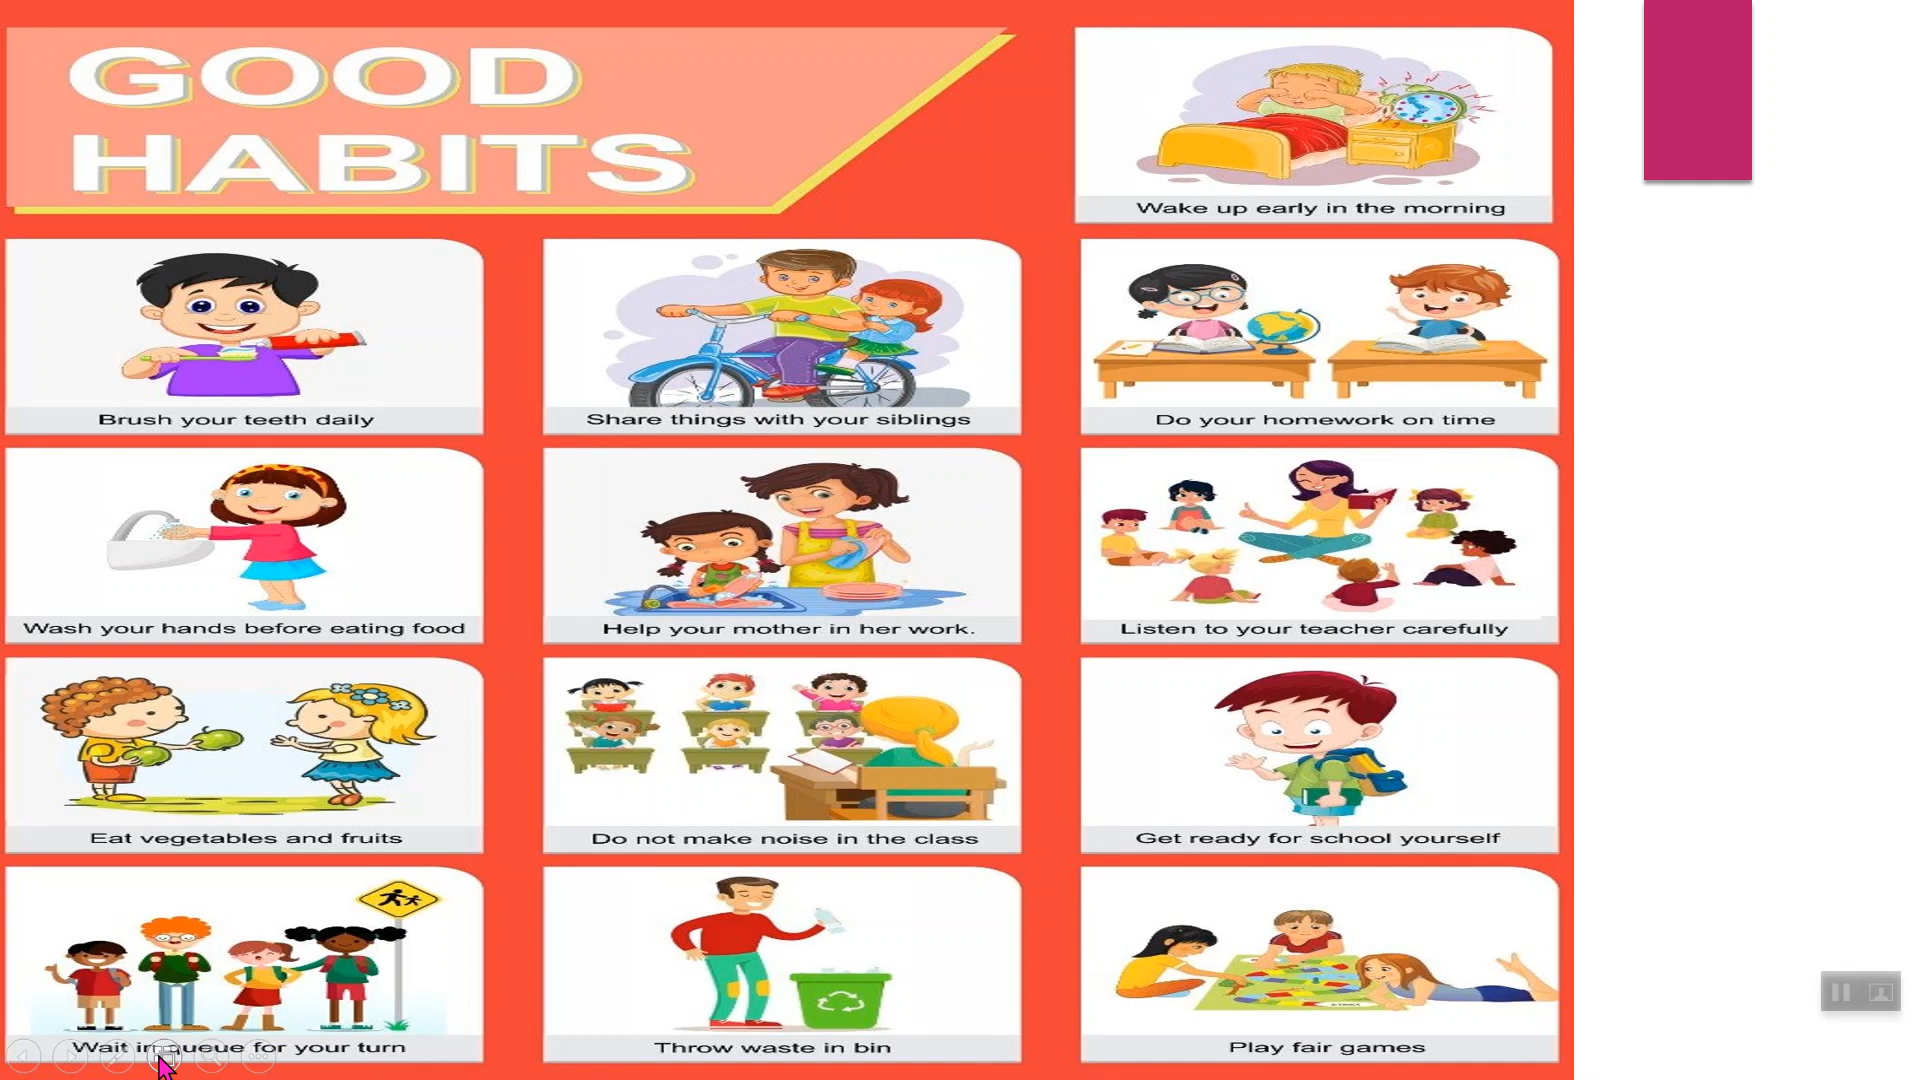 GOOD
HABITS
Wake up early in the morning
Brush your teeth daily
Share things with your siblings
Do your homework on time
Wash your hands before eating food
Help your mother in her work.
Listen to your teacher carefully
Eat vegetables and fruits
Do not make noise in the class
Get ready for school yourself
Wait in queue for your turn
Throw waste in bin
Play fair games